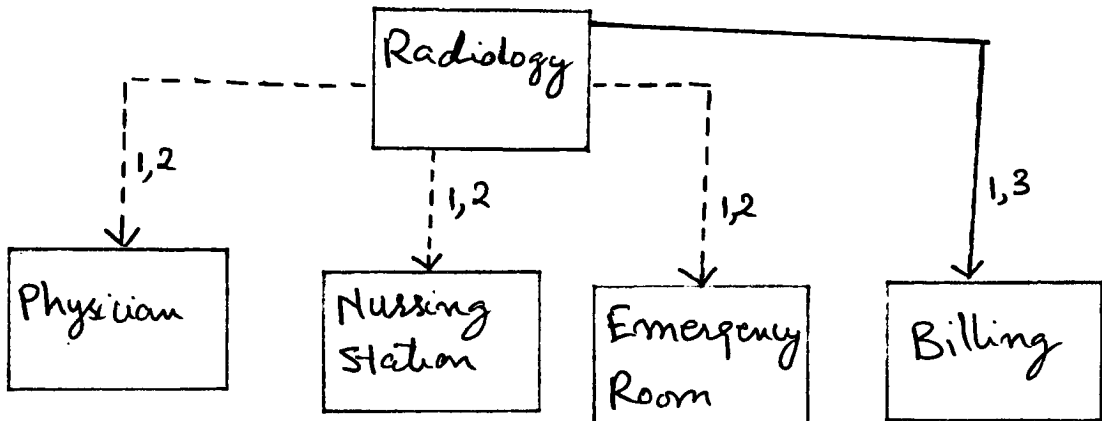 Radiology
1,2
1,2
1,2
1,3
Physician
Nussing
Station
Emergency
Room
Billing